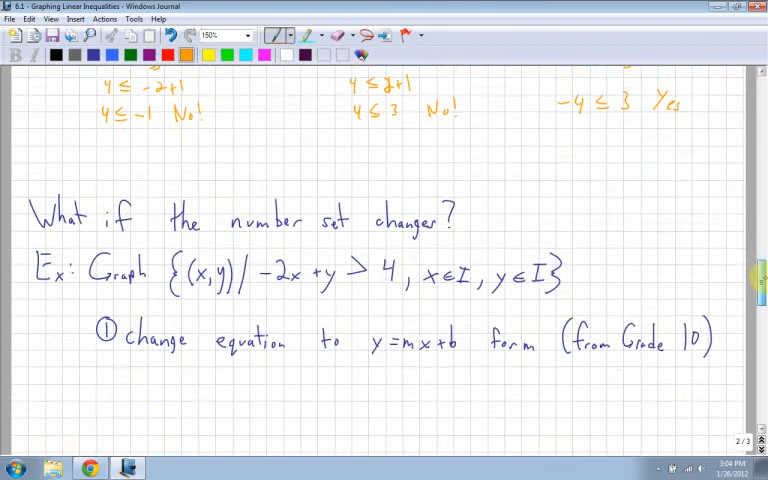 6.1 - Graphing Linear Inequalities - Windows Journal
File Edit View Insert Actions Tools Help
150%
B I
4 ≤ -2+1 4 ≤ 2+1
4 ≤ -1 No! 4 ≤ 3 No! -4 ≤ 3 Yes
What if the number set changes?
Ex: Graph {(x,y)| -2x + y > 4, x ∈ I, y ∈ I}
① change equation to y = mx+b form (from Grade 10)
2 / 3
3:04 PM
1/26/2012